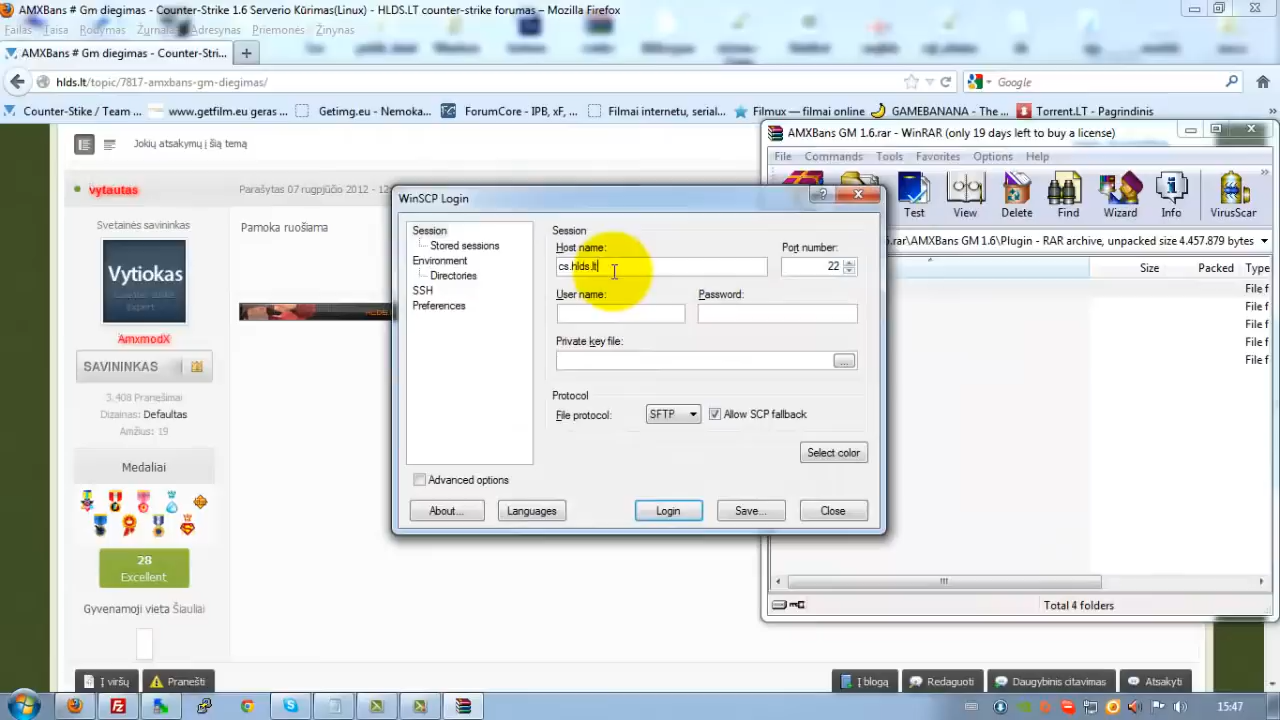 AMXBans # Gm diegimas - Counter-Strike 1.6 Serverio Kūrimas(Linux) - HLDS.LT counter-strike forumas – Mozilla Firefox
Failas Taisa Rodymas Žurnalas Adresynas Priemonės Žinynas
AMXBans # Gm diegimas - Counter-Stri...
hlds.lt/topic/7817-amxbans-gm-diegimas/
Google
Counter-Stike / Team ... www.getfilm.eu geras ... Getimg.eu - Nemoka... ForumCore - IPB, xF, ... Filmai internetu, serial... Filmux — filmai online GAMEBANANA - The ... Torrent.LT - Pagrindinis
Jokių atsakymų į šią temą
vytautas
Parašytas 07 rugpjūčio 2012 - 12
Svetainės savininkas
Pamoka ruošiama
Vytiokas
Expert
AmxmodX
SAVININKAS
3,408 Pranešimai
Dizainas: Defaultas
Amžius: 19
Medaliai
28
Excellent
Gyvenamoji vieta Šiauliai
Į viršų
Pranešti
Į blogą
Redaguoti
Daugybinis citavimas
Atsakyti
AMXBans GM 1.6.rar - WinRAR (only 19 days left to buy a license)
File Commands Tools Favorites Options Help
Test View Delete Find Wizard Info VirusScan
.rar\AMXBans GM 1.6\Plugin - RAR archive, unpacked size 4.457.879 bytes
Size Packed Type
File f
File f
File f
File f
File f
Total 4 folders
WinSCP Login
Session
Stored sessions
Environment
Directories
SSH
Preferences
Session
Host name:
Port number:
cs.hlds.lt
22
User name:
Password:
Private key file:
...
Protocol
File protocol:
SFTP
Allow SCP fallback
Select color
Advanced options
About...
Languages
Login
Save...
Close
15:47